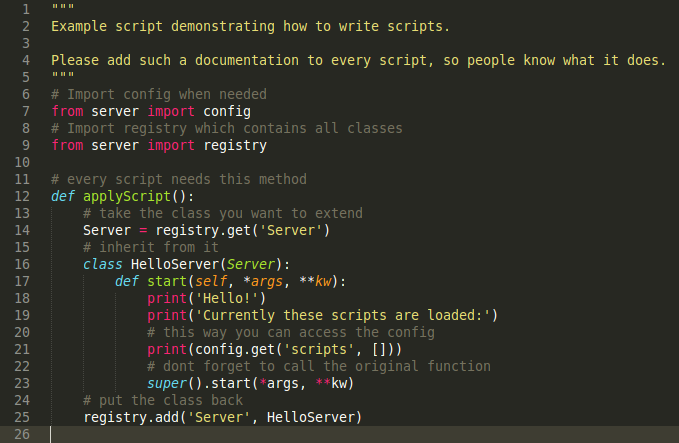 1 """
2 Example script demonstrating how to write scripts.
3
4 Please add such a documentation to every script, so people know what it does.
5 """
6 # Import config when needed
7 from server import config
8 # Import registry which contains all classes
9 from server import registry
10
11 # every script needs this method
12 def applyScript():
13     # take the class you want to extend
14     Server = registry.get('Server')
15     # inherit from it
16     class HelloServer(Server):
17         def start(self, *args, **kw):
18             print('Hello!')
19             print('Currently these scripts are loaded:')
20             # this way you can access the config
21             print(config.get('scripts', []))
22             # dont forget to call the original function
23             super().start(*args, **kw)
24     # put the class back
25     registry.add('Server', HelloServer)
26